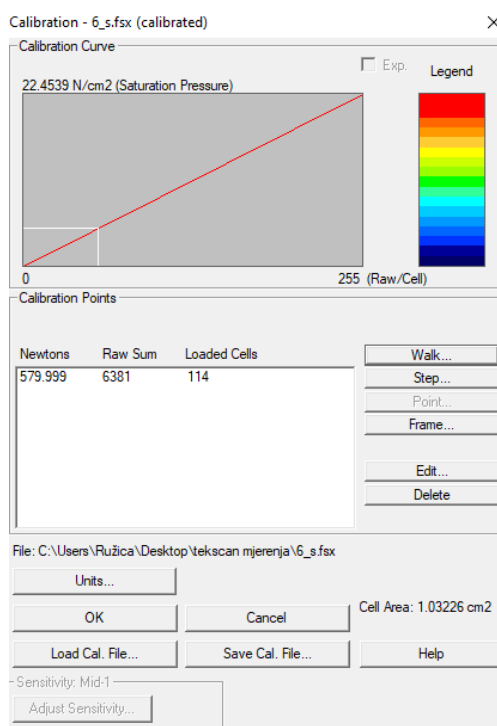 Calibration - 6_s.fsx (calibrated)
Calibration Curve
Exp.
Legend
22.4539 N/cm2 (Saturation Pressure)
0
255 (Raw/Cell)
Calibration Points
Newtons Raw Sum Loaded Cells
579.999 6381 114
Walk...
Step...
Point...
Frame...
Edit...
Delete
File: C:\Users\Ružica\Desktop\tekscan mjerenja\6_s.fsx
Units...
OK Cancel
Cell Area: 1.03226 cm2
Load Cal. File... Save Cal. File... Help
Sensitivity: Mid-1
Adjust Sensitivity...